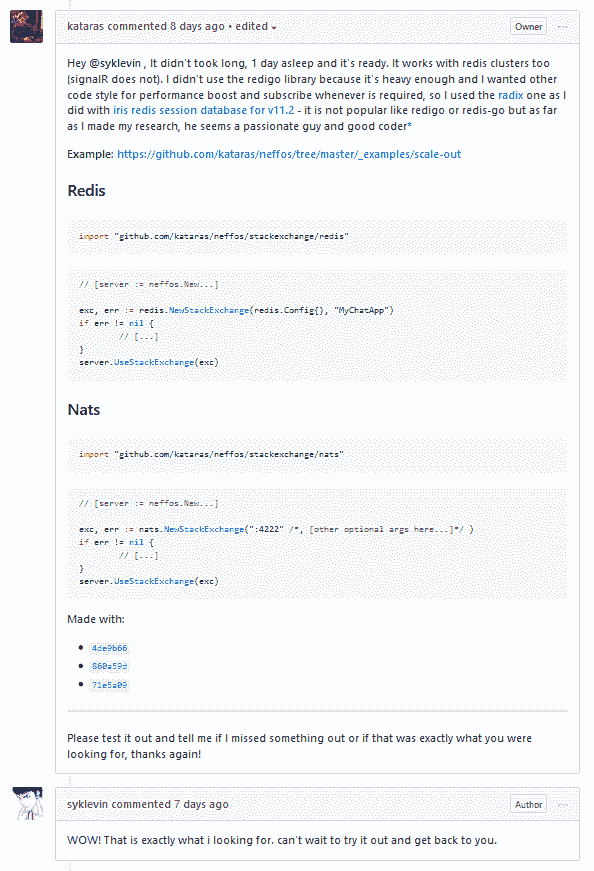 kataras commented 8 days ago • edited
Owner
Hey @syklevin , It didn't took long, 1 day asleep and it's ready. It works with redis clusters too
(signalR does not). I didn't use the redigo library because it's heavy enough and I wanted other
code style for performance boost and subscribe whenever is required, so I used the radix one as I
did with iris redis session database for v11.2 - it is not popular like redigo or redis-go but as far
as I made my research, he seems a passionate guy and good coder*
Example: https://github.com/kataras/neffos/tree/master/_examples/scale-out
Redis
import "github.com/kataras/neffos/stackexchange/redis"
// [server := neffos.New...]
exc, err := redis.NewStackExchange(redis.Config{}, "MyChatApp")
if err != nil {
// [...]
}
server.UseStackExchange(exc)
Nats
import "github.com/kataras/neffos/stackexchange/nats"
// [server := neffos.New...]
exc, err := nats.NewStackExchange(":4222" /*, [other optional args here...]*/ )
if err != nil {
// [...]
}
server.UseStackExchange(exc)
Made with:
• 4de9b66
• 860a59d
• 71e5a09
Please test it out and tell me if I missed something out or if that was exactly what you were
looking for, thanks again!
syklevin commented 7 days ago
Author
WOW! That is exactly what i looking for. can't wait to try it out and get back to you.